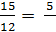 15/12 = 5/